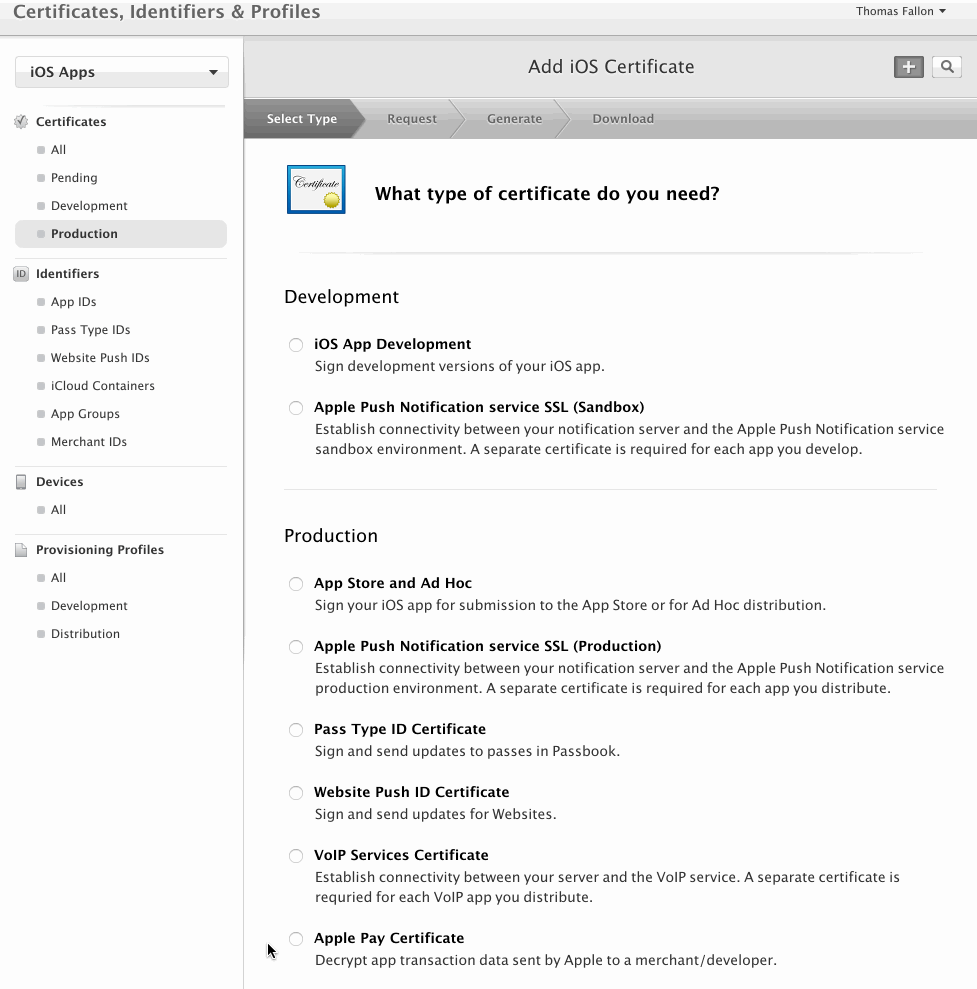 Certificates, Identifiers & Profiles
Thomas Fallon
iOS Apps
Certificates
All
Pending
Development
Production
ID Identifiers
App IDs
Pass Type IDs
Website Push IDs
iCloud Containers
App Groups
Merchant IDs
Devices
All
Provisioning Profiles
All
Development
Distribution
Add iOS Certificate
Select Type
Request
Generate
Download
Certificate
What type of certificate do you need?
Development
iOS App Development
Sign development versions of your iOS app.
Apple Push Notification service SSL (Sandbox)
Establish connectivity between your notification server and the Apple Push Notification service
sandbox environment. A separate certificate is required for each app you develop.
Production
App Store and Ad Hoc
Sign your iOS app for submission to the App Store or for Ad Hoc distribution.
Apple Push Notification service SSL (Production)
Establish connectivity between your notification server and the Apple Push Notification service
production environment. A separate certificate is required for each app you distribute.
Pass Type ID Certificate
Sign and send updates to passes in Passbook.
Website Push ID Certificate
Sign and send updates for Websites.
VoIP Services Certificate
Establish connectivity between your server and the VoIP service. A separate certificate is
requried for each VoIP app you distribute.
Apple Pay Certificate
Decrypt app transaction data sent by Apple to a merchant/developer.